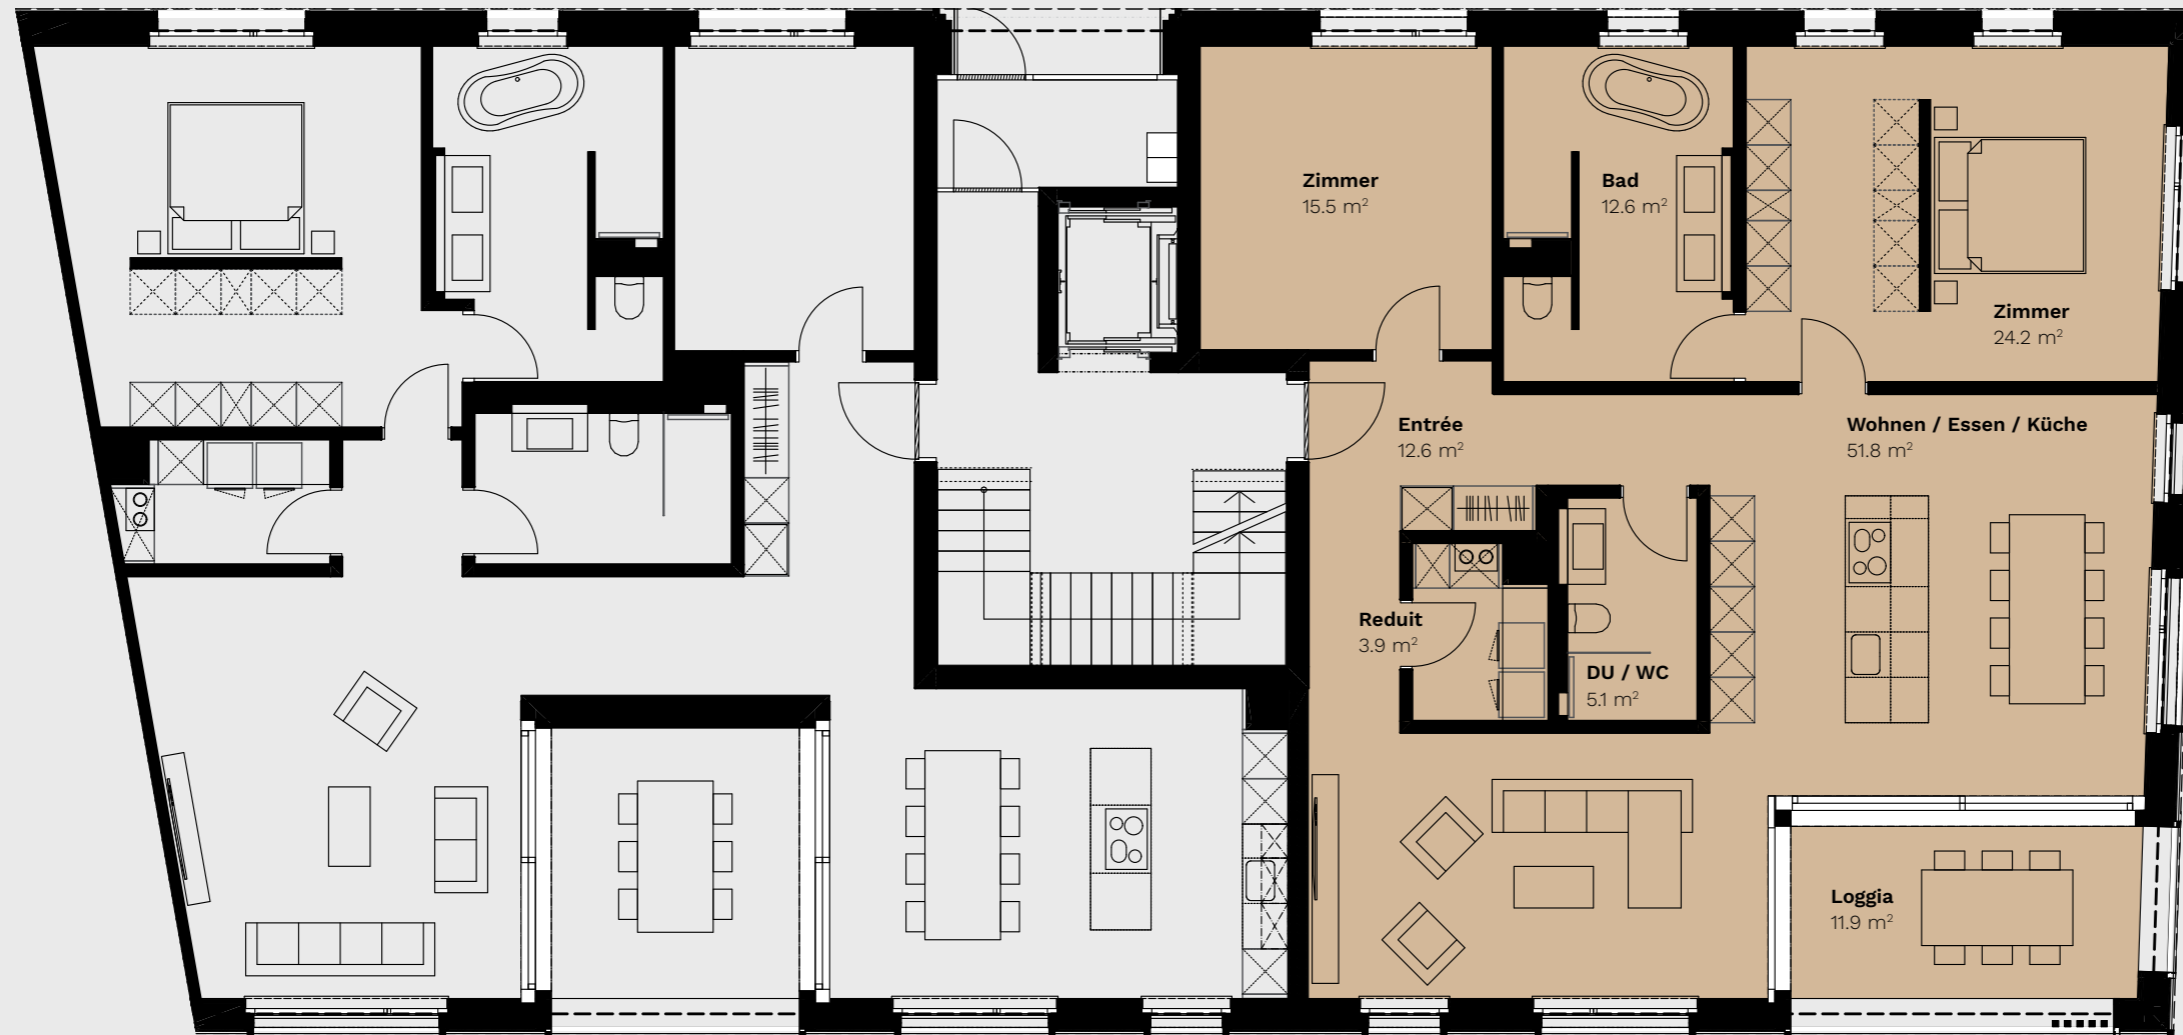 Zimmer
15.5 m²
Bad
12.6 m²
Zimmer
24.2 m²
Entrée
12.6 m²
Wohnen / Essen / Küche
51.8 m²
Reduit
3.9 m²
DU / WC
5.1 m²
Loggia
11.9 m²